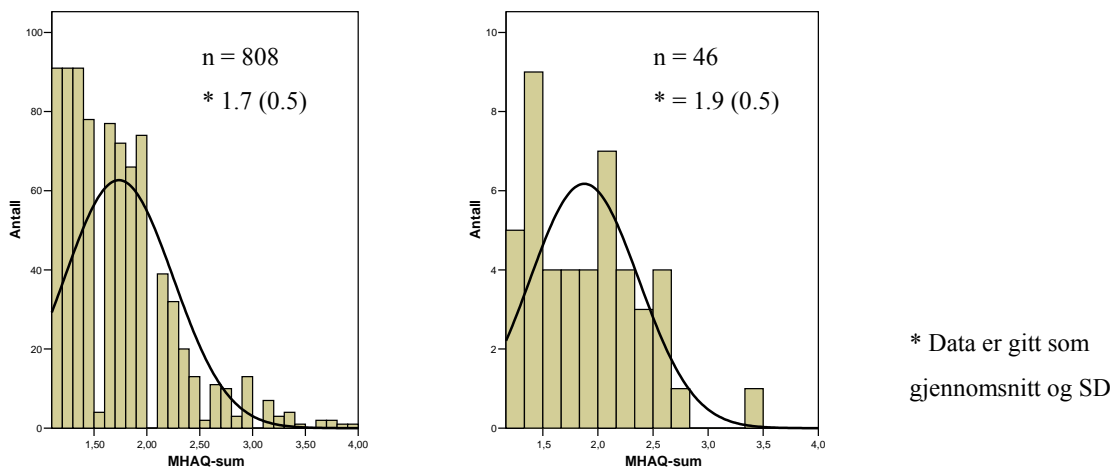 n = 808
* 1.7 (0.5)
100
80
60
40
20
0
Antall
1,50
2,00
2,50
3,00
3,50
4,00
MHAQ-sum
n = 46
* = 1.9 (0.5)
10
8
6
4
2
0
Antall
1,5
2,0
2,5
3,0
3,5
4,0
MHAQ-sum
* Data er gitt som
gjennomsnitt og SD